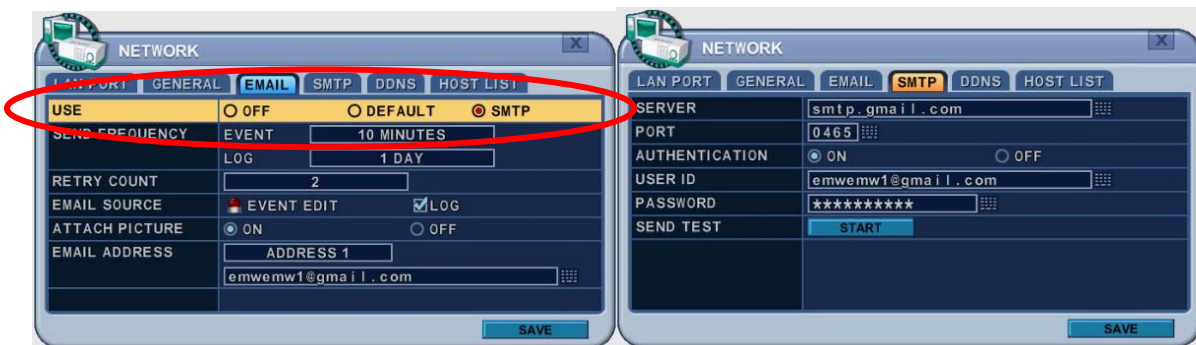 NETWORK X
LAN PORT GENERAL EMAIL SMTP DDNS HOST LIST
USE OFF DEFAULT SMTP
SEND FREQUENCY EVENT 10 MINUTES
LOG 1 DAY
RETRY COUNT 2
EMAIL SOURCE EVENT EDIT LOG
ATTACH PICTURE ON OFF
EMAIL ADDRESS ADDRESS 1
emwemw1@gmail.com
SAVE
NETWORK X
LAN PORT GENERAL EMAIL SMTP DDNS HOST LIST
SERVER smtp.gmail.com
PORT 0465
AUTHENTICATION ON OFF
USER ID emwemw1@gmail.com
PASSWORD **********
SEND TEST START
SAVE